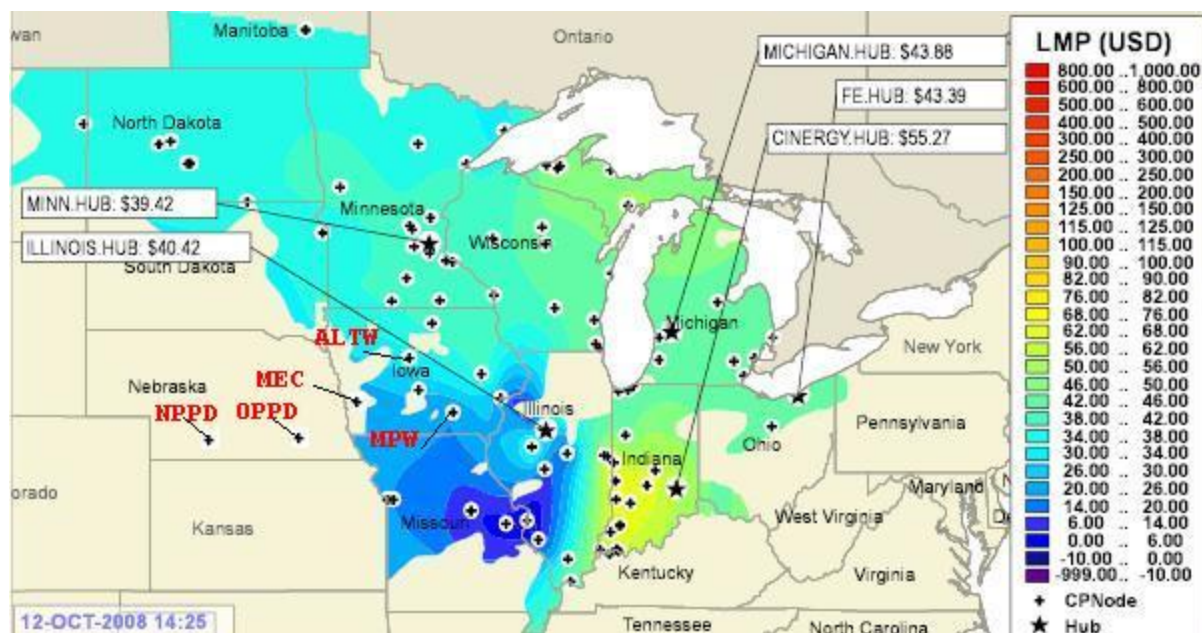 wan
Manitoba
Ontario
MICHIGAN.HUB: $43.88
FE.HUB: $43.39
CINERGY.HUB: $55.27
North Dakota
MINN.HUB: $39.42
Minnesota
ILLINOIS.HUB: $40.42
Wisconsin
South Dakota
Michigan
ALTW
Iowa
New York
Nebraska
MEC
NPPD
OPPD
MPW
Illinois
Pennsylvania
Ohio
Indiana
orado
Maryland
N
De
Kansas
Missouri
West Virginia
Kentucky
Virginia
Tennessee
North Carolina
12-OCT-2008 14:25
LMP (USD)
800.00 .. 1,000.00
600.00 .. 800.00
500.00 .. 600.00
400.00 .. 500.00
300.00 .. 400.00
250.00 .. 300.00
200.00 .. 250.00
150.00 .. 200.00
125.00 .. 150.00
115.00 .. 125.00
100.00 .. 115.00
90.00 .. 100.00
82.00 .. 90.00
76.00 .. 82.00
68.00 .. 76.00
62.00 .. 68.00
56.00 .. 62.00
50.00 .. 56.00
46.00 .. 50.00
42.00 .. 46.00
38.00 .. 42.00
34.00 .. 38.00
30.00 .. 34.00
26.00 .. 30.00
20.00 .. 26.00
14.00 .. 20.00
6.00 .. 14.00
0.00 .. 6.00
-10.00 .. 0.00
-999.00 .. -10.00
CPNode
Hub